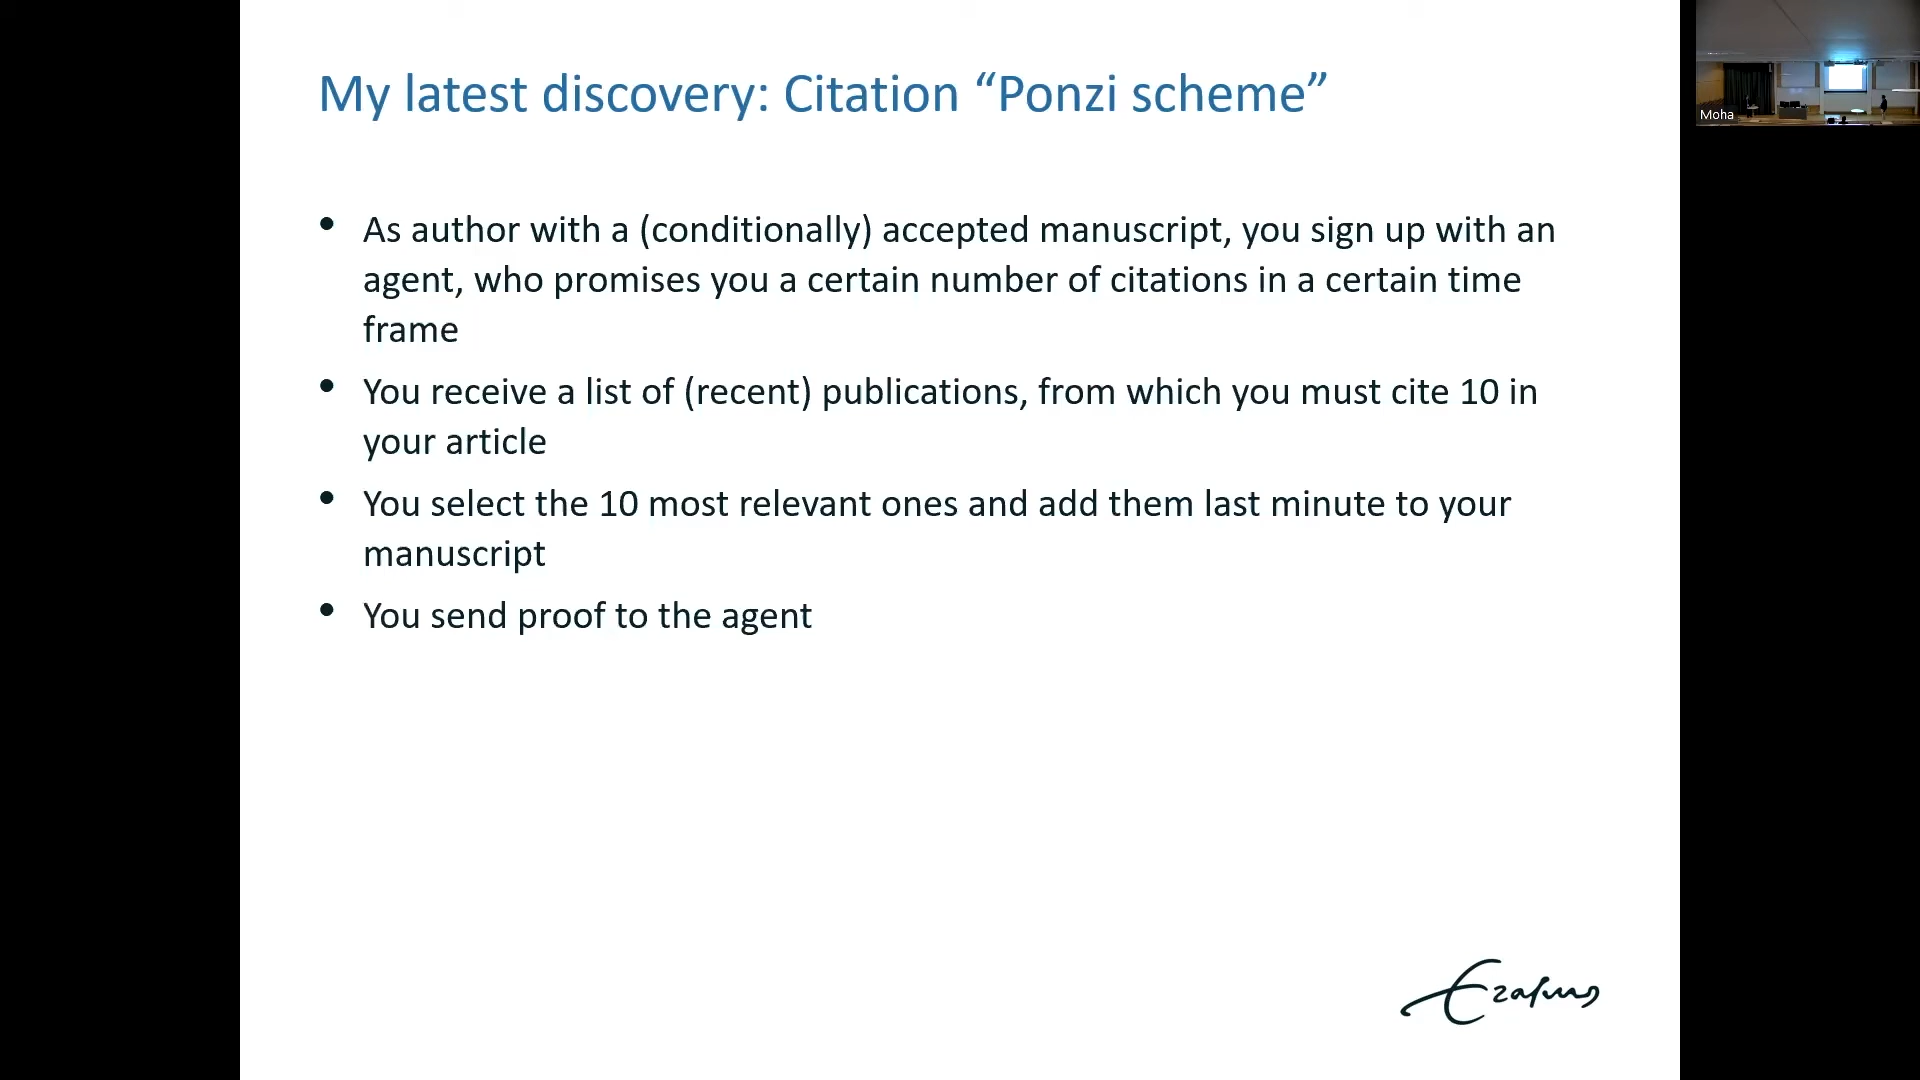 My latest discovery: Citation “Ponzi scheme”
• As author with a (conditionally) accepted manuscript, you sign up with an
agent, who promises you a certain number of citations in a certain time
frame
• You receive a list of (recent) publications, from which you must cite 10 in
your article
• You select the 10 most relevant ones and add them last minute to your
manuscript
• You send proof to the agent
Erasmus
Moha